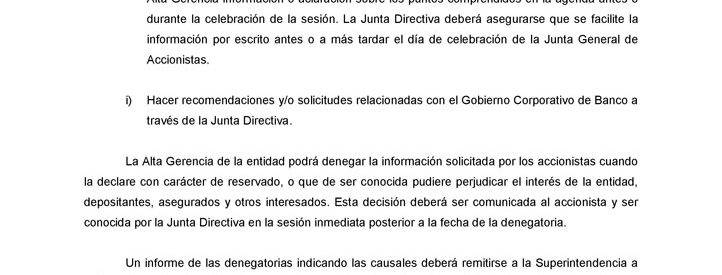 Alta Gerencia información o aclaración sobre los puntos comprendidos en la agenda antes o
durante la celebración de la sesión. La Junta Directiva deberá asegurarse que se facilite la
información por escrito antes o a más tardar el día de celebración de la Junta General de
Accionistas.
i) Hacer recomendaciones y/o solicitudes relacionadas con el Gobierno Corporativo de Banco a
través de la Junta Directiva.
La Alta Gerencia de la entidad podrá denegar la información solicitada por los accionistas cuando
la declare con carácter de reservado, o que de ser conocida pudiere perjudicar el interés de la entidad,
depositantes, asegurados y otros interesados. Esta decisión deberá ser comunicada al accionista y ser
conocida por la Junta Directiva en la sesión inmediata posterior a la fecha de la denegatoria.
Un informe de las denegatorias indicando las causales deberá remitirse a la Superintendencia a